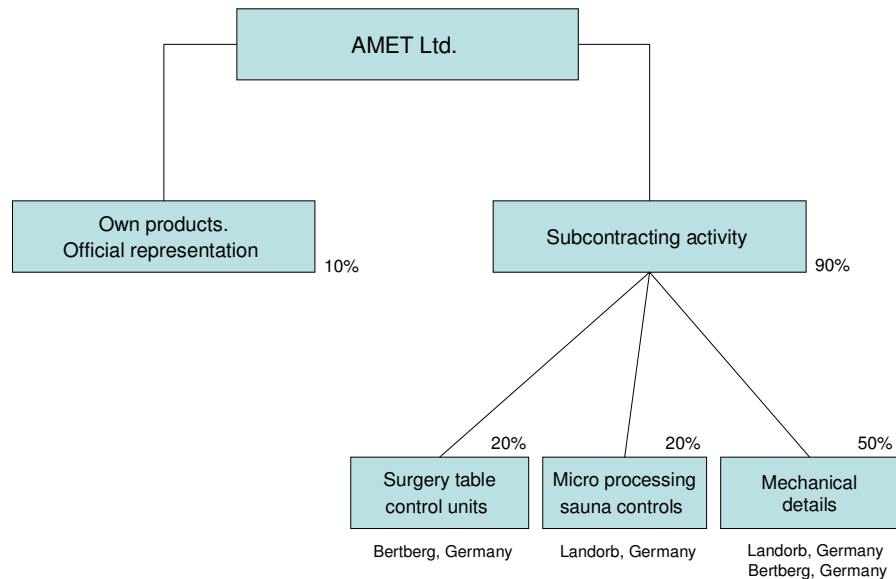 AMET Ltd.
Own products.
Official representation
10%
Subcontracting activity
90%
20%
Surgery table
control units
Bertberg, Germany
20%
Micro processing
sauna controls
Landorb, Germany
50%
Mechanical
details
Landorb, Germany
Bertberg, Germany